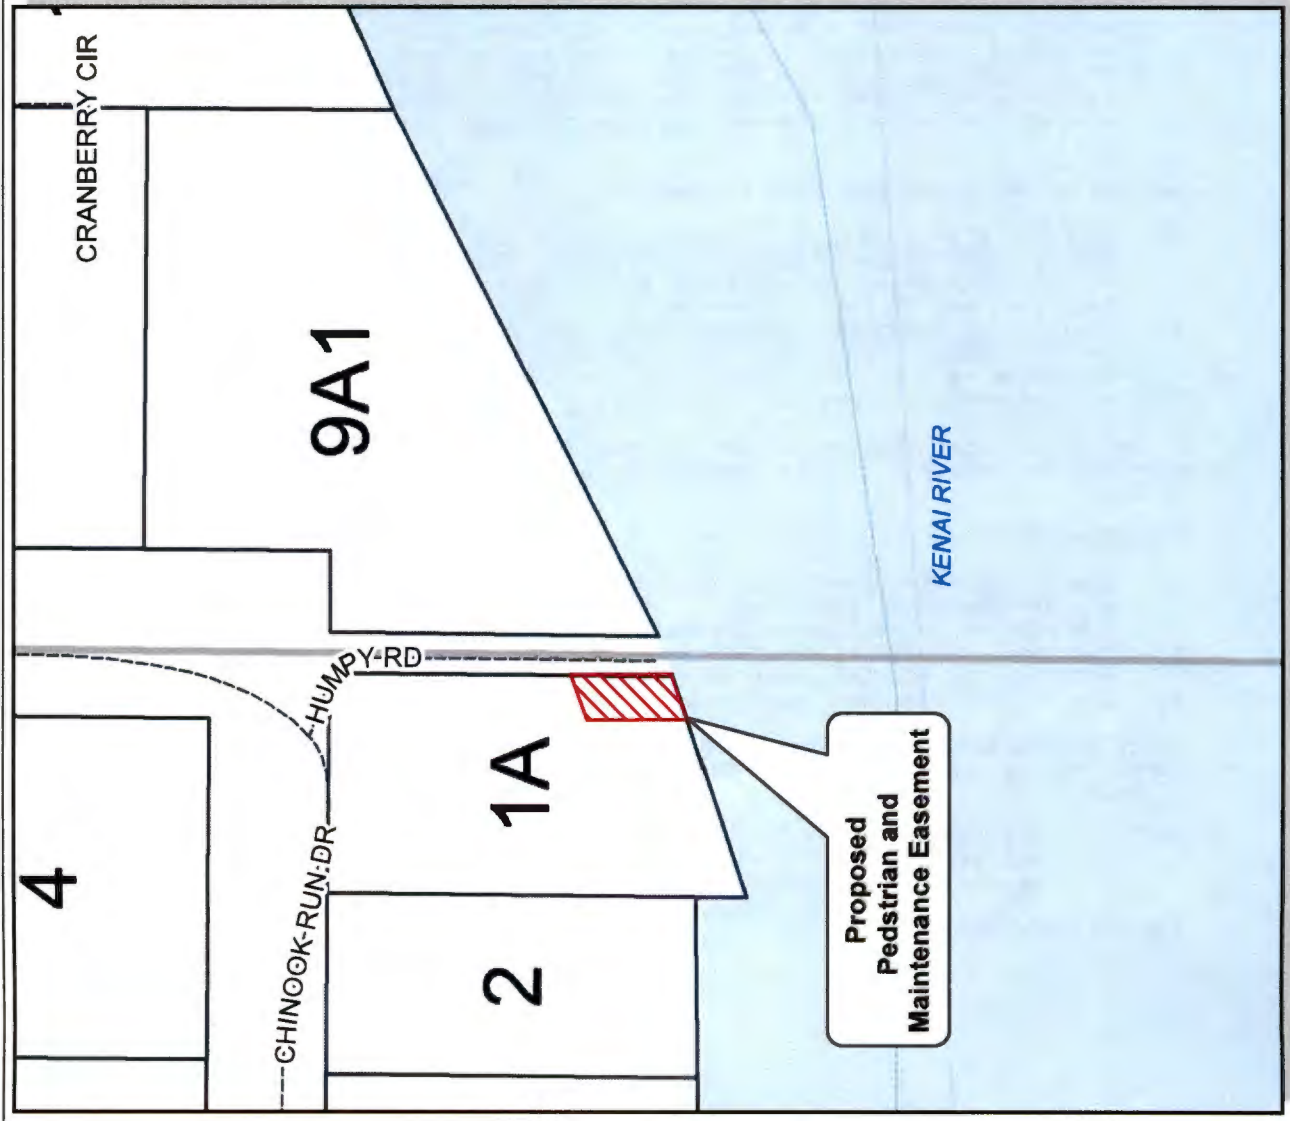 CRANBERRY CIR
9A1
HUMPY RD
KENAI RIVER
1A
4
CHINOOK-RUN-DR
2
Proposed
Pedstrian and
Maintenance Easement